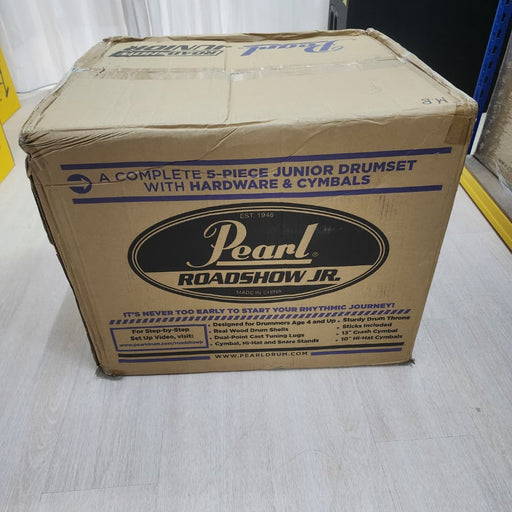 Pearl
ROADSHOW
JUNIOR
A COMPLETE 5-PIECE JUNIOR DRUMSET
WITH HARDWARE & CYMBALS
EST. 1946
Pearl®
ROADSHOW JR.
MADE IN CHINA
IT'S NEVER TOO EARLY TO START YOUR RHYTHMIC JOURNEY!
For Step-by-Step
Set Up Video, visit:
www.pearldrum.com/roadshowjr
• Designed for Drummers Age 4 and Up
• Real Wood Drum Shells
• Dual-Point Cast Tuning Lugs
• Cymbal, Hi-Hat and Snare Stands
• Sturdy Drum Throne
• Sticks Included
• 13" Crash Cymbal
• 10" Hi-Hat Cymbals
WWW.PEARLDRUM.COM